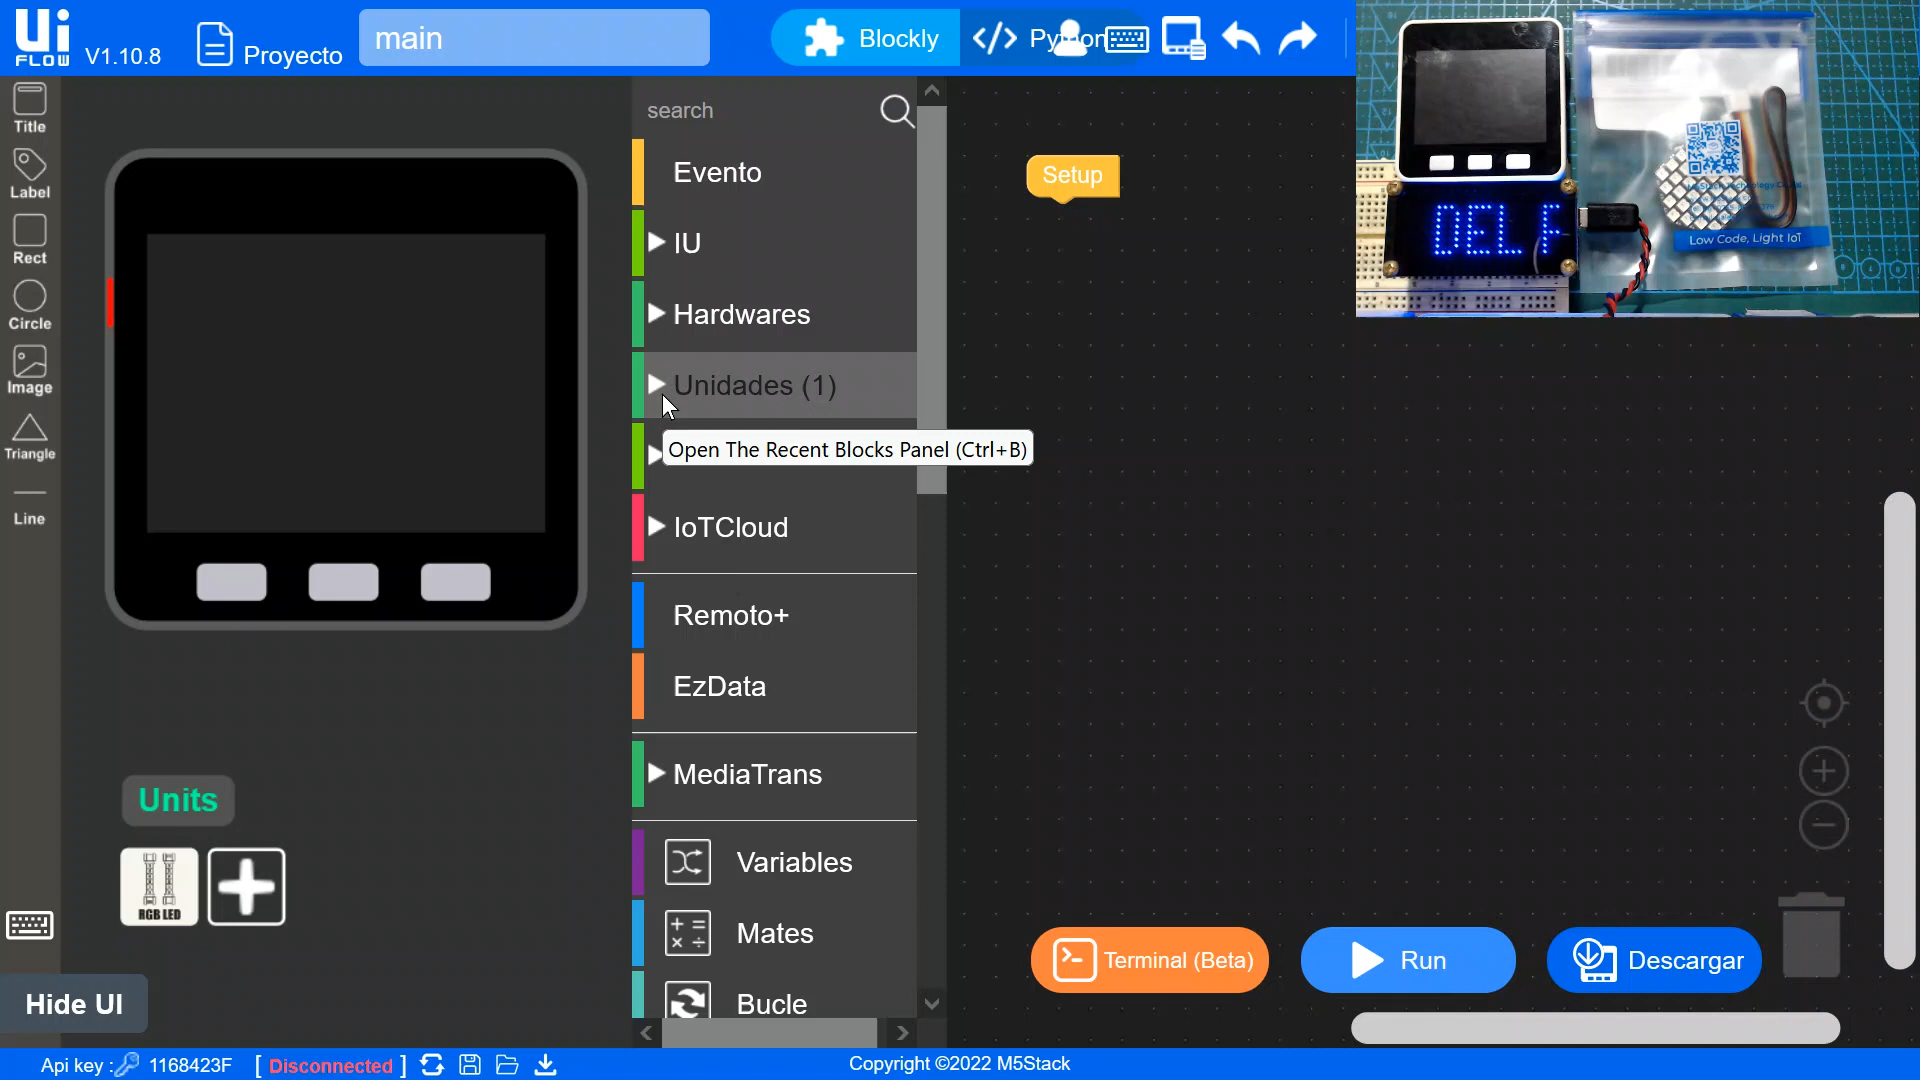 Ui
FLOW
V1.10.8
Proyecto
main
Blockly
</> Python
Title
Label
Rect
Circle
Image
Triangle
Line
search
Evento
IU
Hardwares
Unidades (1)
Open The Recent Blocks Panel (Ctrl+B)
IoTCloud
Remoto+
EzData
MediaTrans
Variables
Mates
Bucle
Setup
DELF
Low Code, Light IoT
Units
RGB LED
Hide UI
Terminal (Beta)
Run
Descargar
Api key : 1168423F [ Disconnected ]
Copyright ©2022 M5Stack